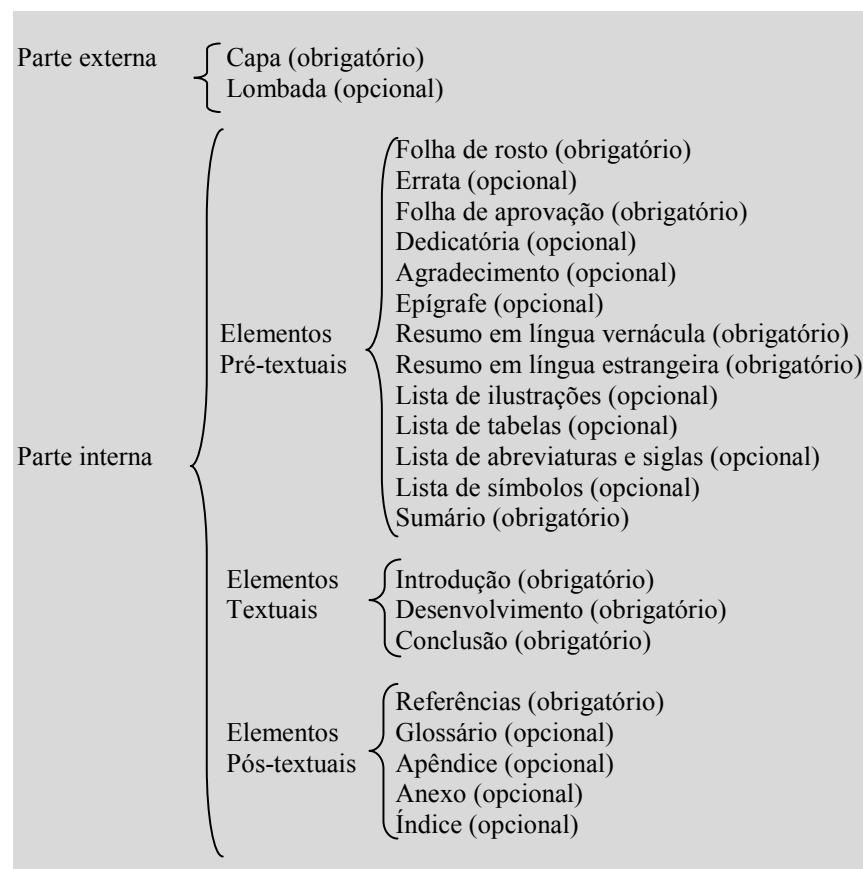 Parte externa
Capa (obrigatório)
Lombada (opcional)
Parte interna
Elementos
Pré-textuais
Folha de rosto (obrigatório)
Errata (opcional)
Folha de aprovação (obrigatório)
Dedicatória (opcional)
Agradecimento (opcional)
Epígrafe (opcional)
Resumo em língua vernácula (obrigatório)
Resumo em língua estrangeira (obrigatório)
Lista de ilustrações (opcional)
Lista de tabelas (opcional)
Lista de abreviaturas e siglas (opcional)
Lista de símbolos (opcional)
Sumário (obrigatório)
Elementos
Textuais
Introdução (obrigatório)
Desenvolvimento (obrigatório)
Conclusão (obrigatório)
Elementos
Pós-textuais
Referências (obrigatório)
Glossário (opcional)
Apêndice (opcional)
Anexo (opcional)
Índice (opcional)